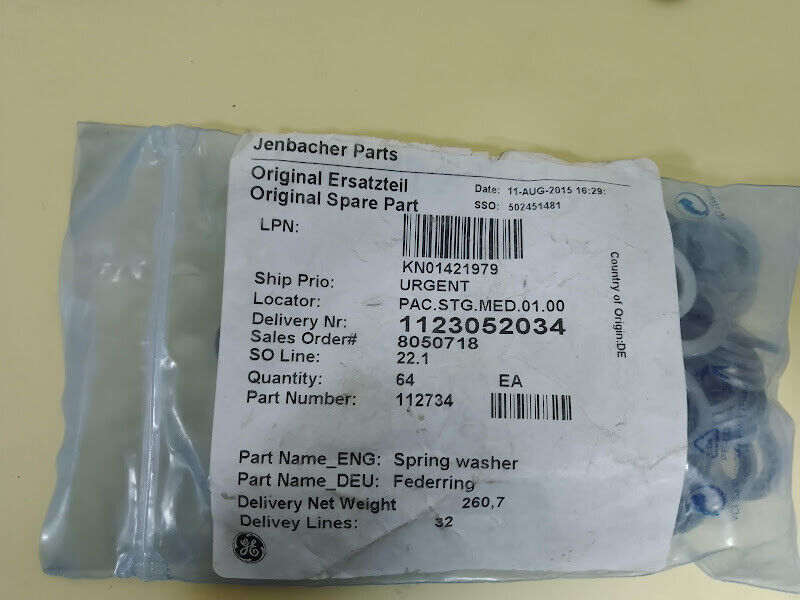 Jenbacher Parts
Original Ersatzteil
Original Spare Part
Date: 11-AUG-2015 16:29:
SSO: 502451481
LPN:
KN01421979
Ship Prio: URGENT
Locator: PAC.STG.MED.01.00
Delivery Nr: 1123052034
Sales Order# 8050718
SO Line: 22.1
Quantity: 64 EA
Part Number: 112734
Country of Origin:DE
Part Name_ENG: Spring washer
Part Name_DEU: Federring
Delivery Net Weight 260,7
Delivey Lines: 32
GE